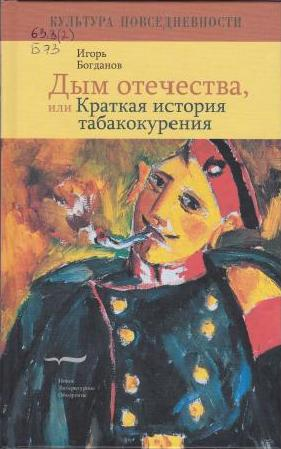 КУЛЬТУРА ПОВСЕДНЕВНОСТИ
63.3(2)
Б 73
Игорь
Богданов
Дым отечества,
или Краткая история
табакокурения
Новое
Литературное
Обозрение